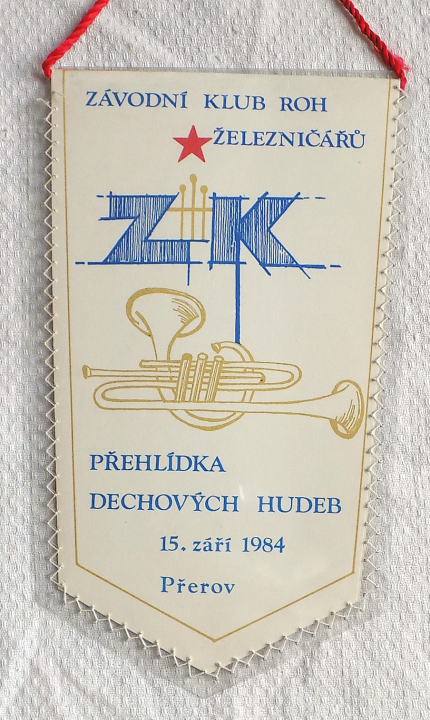 ZÁVODNÍ KLUB ROH
ŽELEZNIČÁŘŮ
ZK
PŘEHLÍDKA
DECHOVÝCH HUDEB
15. září 1984
Přerov